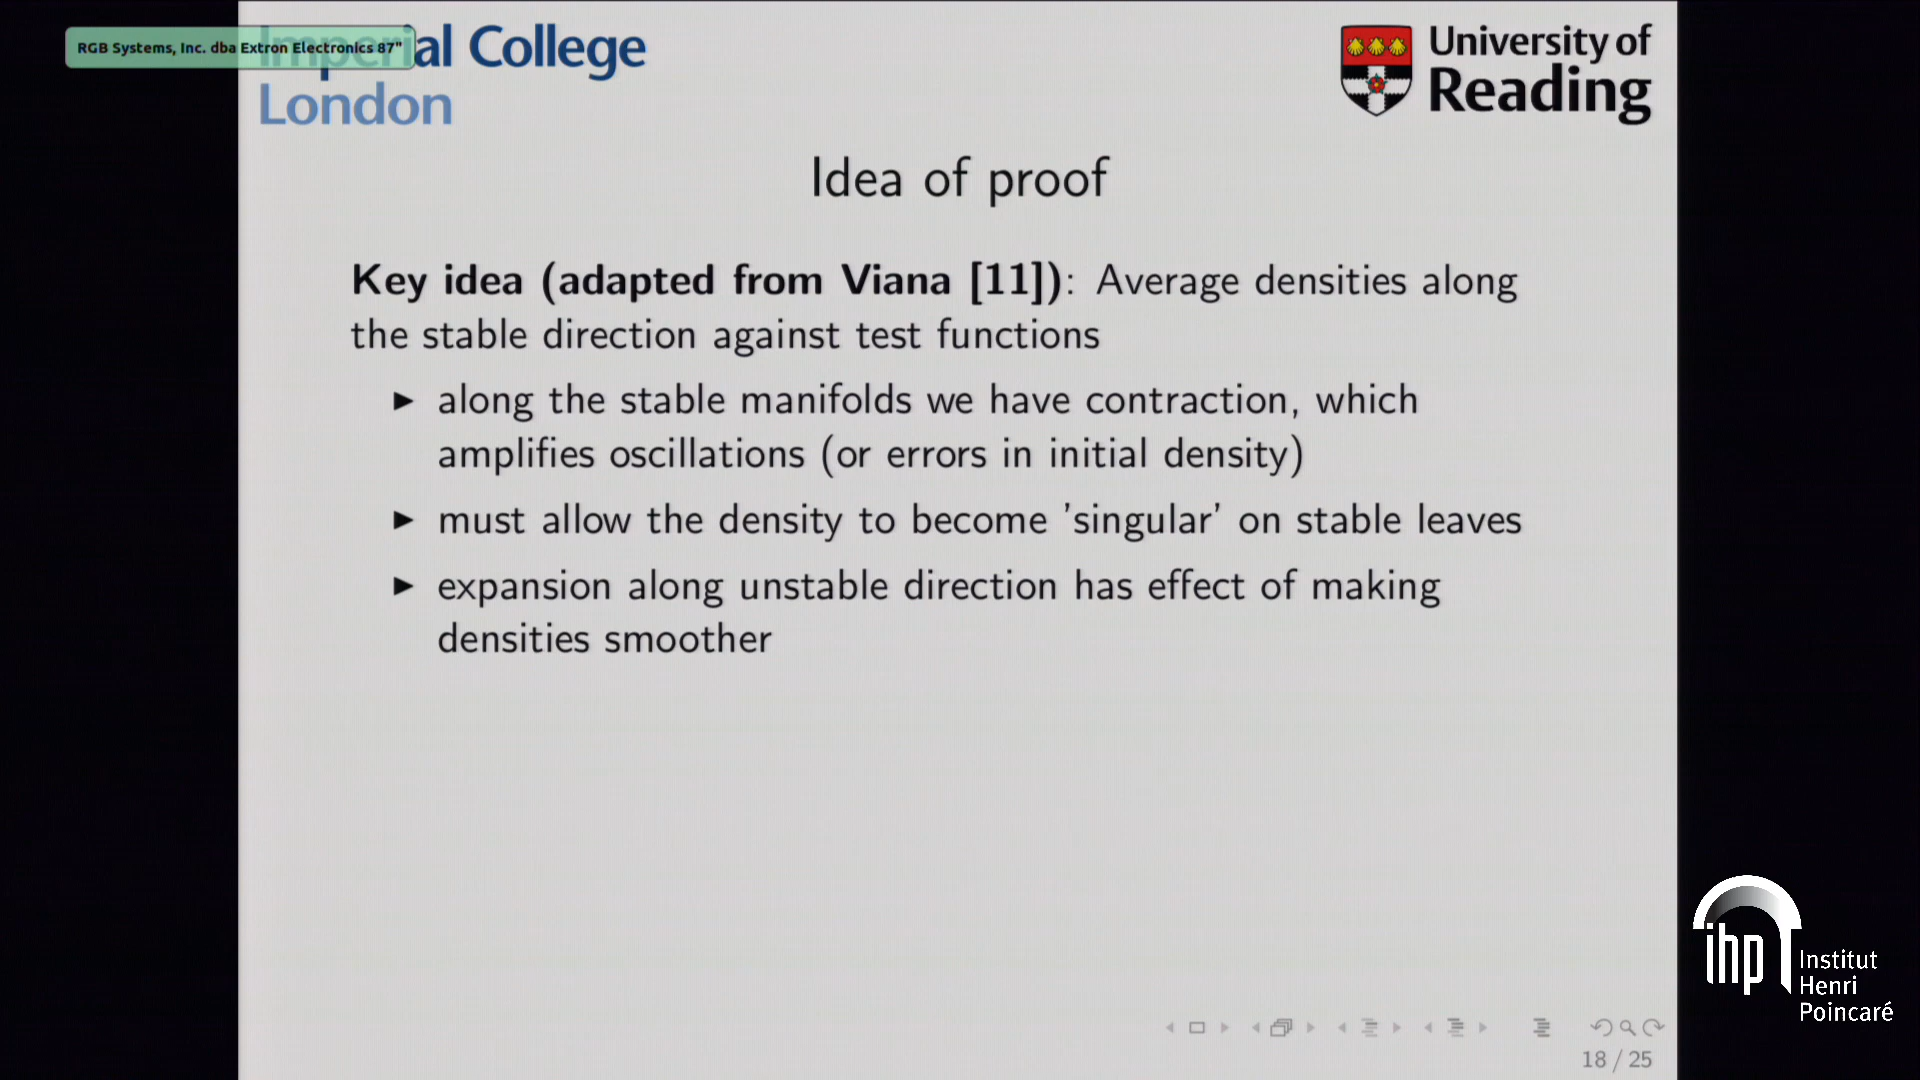 RGB Systems, Inc. dba Extron Electronics 87"
Imperial College
London
University of
Reading
Idea of proof
Key idea (adapted from Viana [11]): Average densities along
the stable direction against test functions
▶ along the stable manifolds we have contraction, which
amplifies oscillations (or errors in initial density)
▶ must allow the density to become 'singular' on stable leaves
▶ expansion along unstable direction has effect of making
densities smoother
18 / 25
ihp
Institut
Henri
Poincaré